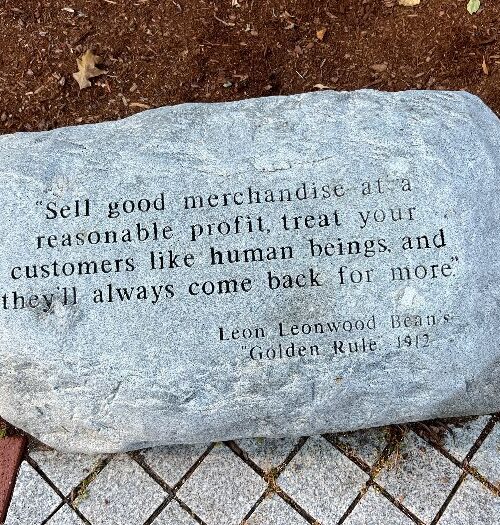 "Sell good merchandise at a
reasonable profit, treat your
customers like human beings, and
they'll always come back for more."
Leon Leonwood Bean's
"Golden Rule" 1912